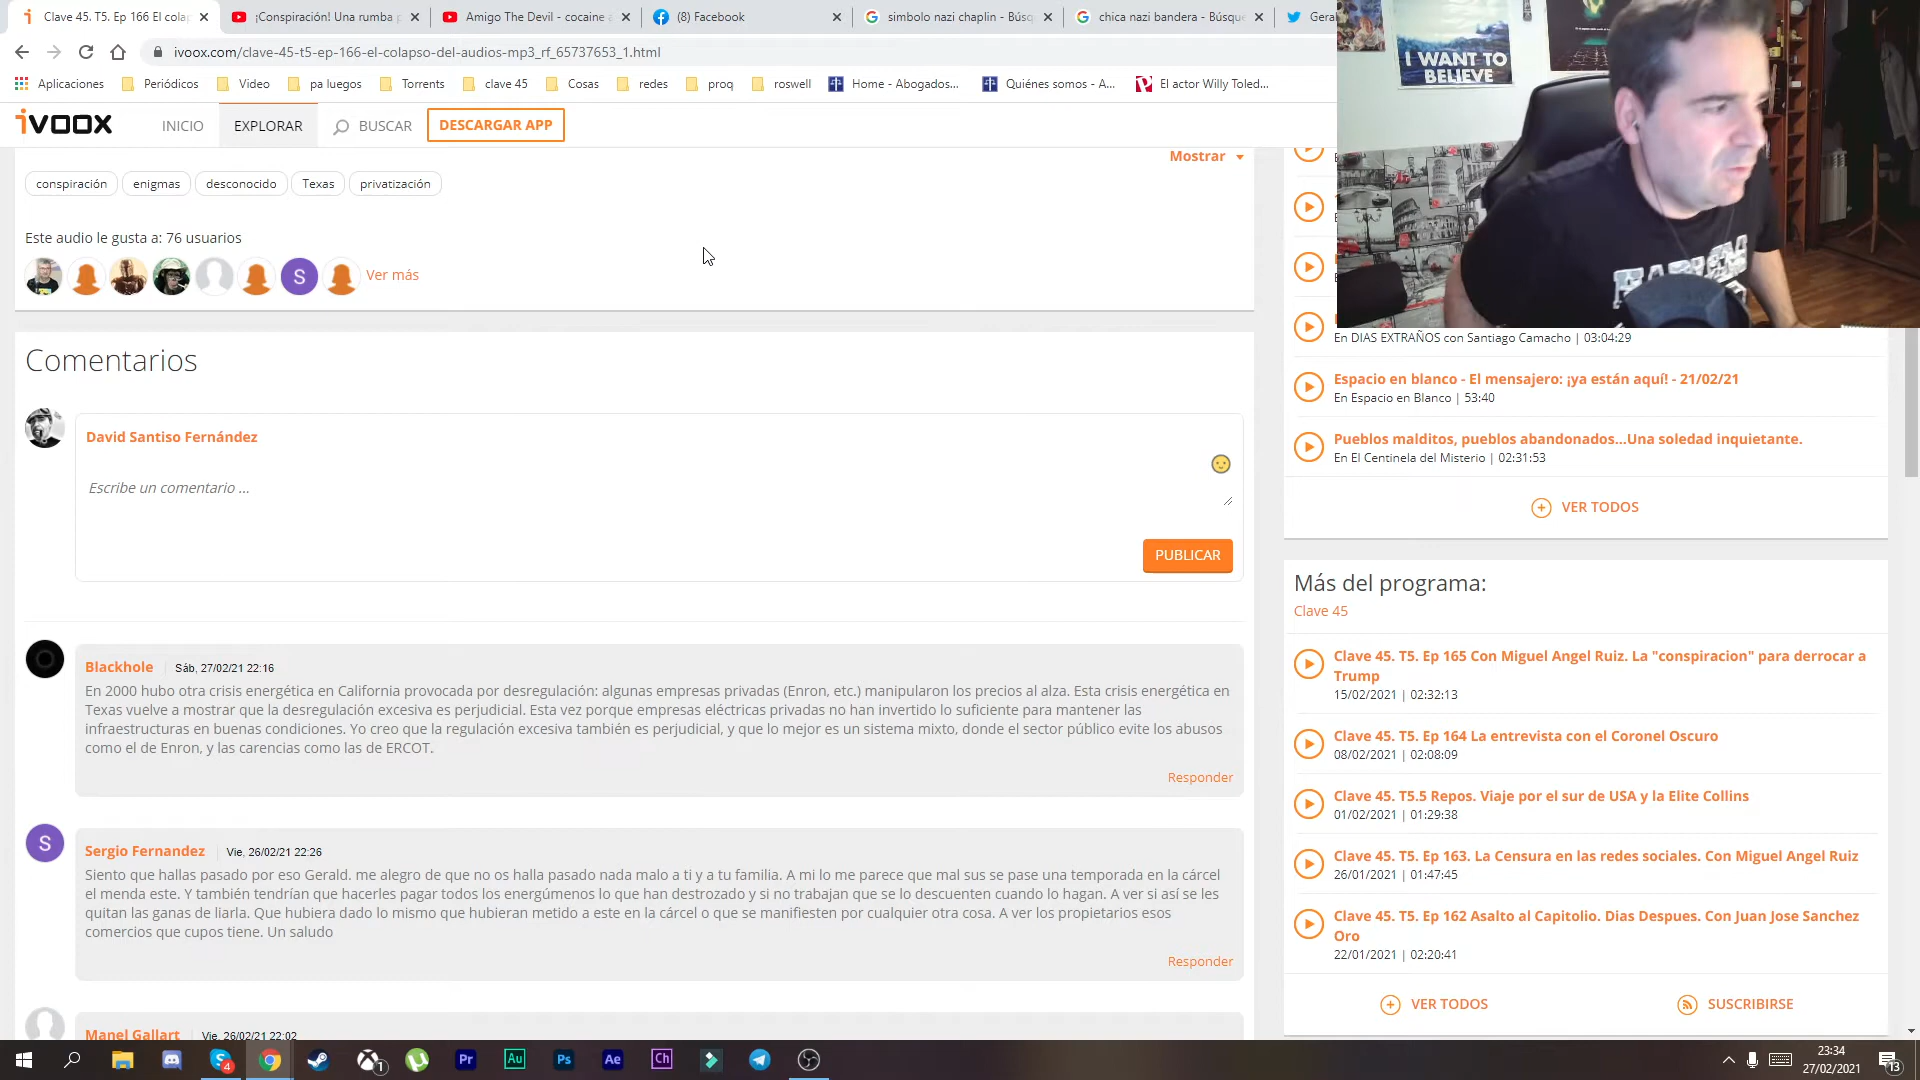 Clave 45. T5. Ep 166 El colap
¡Conspiración! Una rumba p
Amigo The Devil - cocaine a
(8) Facebook
simbolo nazi chaplin - Búsq
chica nazi bandera - Búsque
Geral
ivoox.com/clave-45-t5-ep-166-el-colapso-del-audios-mp3_rf_65737653_1.html
Aplicaciones
Periódicos
Video
pa luegos
Torrents
clave 45
Cosas
redes
proq
roswell
Home - Abogados...
Quiénes somos - A...
El actor Willy Toled...
I WANT TO
BELIEVE
ivoox
INICIO
EXPLORAR
BUSCAR
DESCARGAR APP
Mostrar
conspiración
enigmas
desconocido
Texas
privatización
Este audio le gusta a: 76 usuarios
S
Ver más
Comentarios
David Santiso Fernández
Escribe un comentario ...
PUBLICAR
Blackhole
Sáb, 27/02/21 22:16
En 2000 hubo otra crisis energética en California provocada por desregulación: algunas empresas privadas (Enron, etc.) manipularon los precios al alza. Esta crisis energética en
Texas vuelve a mostrar que la desregulación excesiva es perjudicial. Esta vez porque empresas eléctricas privadas no han invertido lo suficiente para mantener las
infraestructuras en buenas condiciones. Yo creo que la regulación excesiva también es perjudicial, y que lo mejor es un sistema mixto, donde el sector público evite los abusos
como el de Enron, y las carencias como las de ERCOT.
Responder
S
Sergio Fernandez
Vie, 26/02/21 22:26
Siento que hallas pasado por eso Gerald. me alegro de que no os halla pasado nada malo a ti y a tu familia. A mi lo me parece que mal sus se pase una temporada en la cárcel
el menda este. Y también tendrían que hacerles pagar todos los energúmenos lo que han destrozado y si no trabajan que se lo descuenten cuando lo hagan. A ver si así se les
quitan las ganas de liarla. Que hubiera dado lo mismo que hubieran metido a este en la cárcel o que se manifiesten por cualquier otra cosa. A ver los propietarios esos
comercios que cupos tiene. Un saludo
Responder
Manel Gallart
Vie, 26/02/21 22:02
En DIAS EXTRAÑOS con Santiago Camacho | 03:04:29
Espacio en blanco - El mensajero: ¡ya están aquí! - 21/02/21
En Espacio en Blanco | 53:40
Pueblos malditos, pueblos abandonados...Una soledad inquietante.
En El Centinela del Misterio | 02:31:53
VER TODOS
Más del programa:
Clave 45
Clave 45. T5. Ep 165 Con Miguel Angel Ruiz. La "conspiracion" para derrocar a
Trump
15/02/2021 | 02:32:13
Clave 45. T5. Ep 164 La entrevista con el Coronel Oscuro
08/02/2021 | 02:08:09
Clave 45. T5.5 Repos. Viaje por el sur de USA y la Elite Collins
01/02/2021 | 01:29:38
Clave 45. T5. Ep 163. La Censura en las redes sociales. Con Miguel Angel Ruiz
26/01/2021 | 01:47:45
Clave 45. T5. Ep 162 Asalto al Capitolio. Dias Despues. Con Juan Jose Sanchez
Oro
22/01/2021 | 02:20:41
VER TODOS
SUSCRIBIRSE
4
1
Pr
Au
Ps
Ae
Ch
23:34
27/02/2021
13